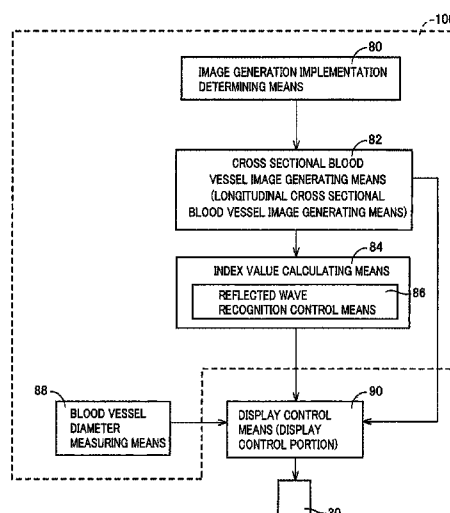 80
IMAGE GENERATION IMPLEMENTATION
DETERMINING MEANS
82
CROSS SECTIONAL BLOOD
VESSEL IMAGE GENERATING MEANS
(LONGITUDINAL CROSS SECTIONAL
BLOOD VESSEL IMAGE GENERATING MEANS)
84
INDEX VALUE CALCULATING MEANS
REFLECTED WAVE
RECOGNITION CONTROL MEANS
86
88
BLOOD VESSEL
DIAMETER
MEASURING MEANS
90
DISPLAY CONTROL
MEANS (DISPLAY
CONTROL PORTION)